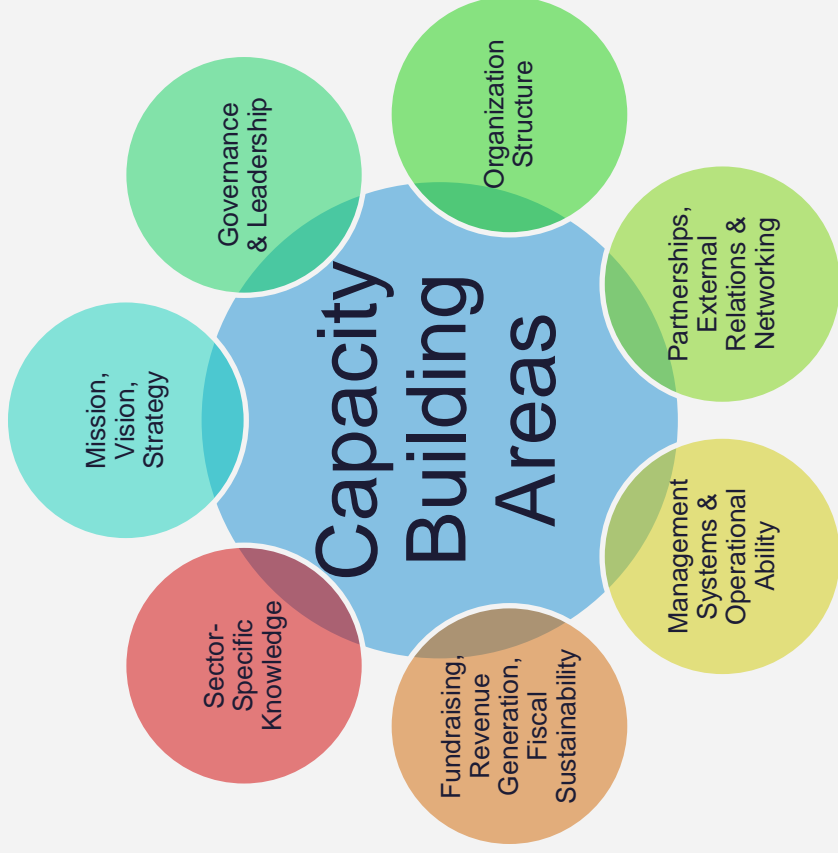 Capacity
Building
Areas
Mission,
Vision,
Strategy
Governance
& Leadership
Organization
Structure
Partnerships,
External
Relations &
Networking
Management
Systems &
Operational
Ability
Fundraising,
Revenue
Generation,
Fiscal
Sustainability
Sector-
Specific
Knowledge